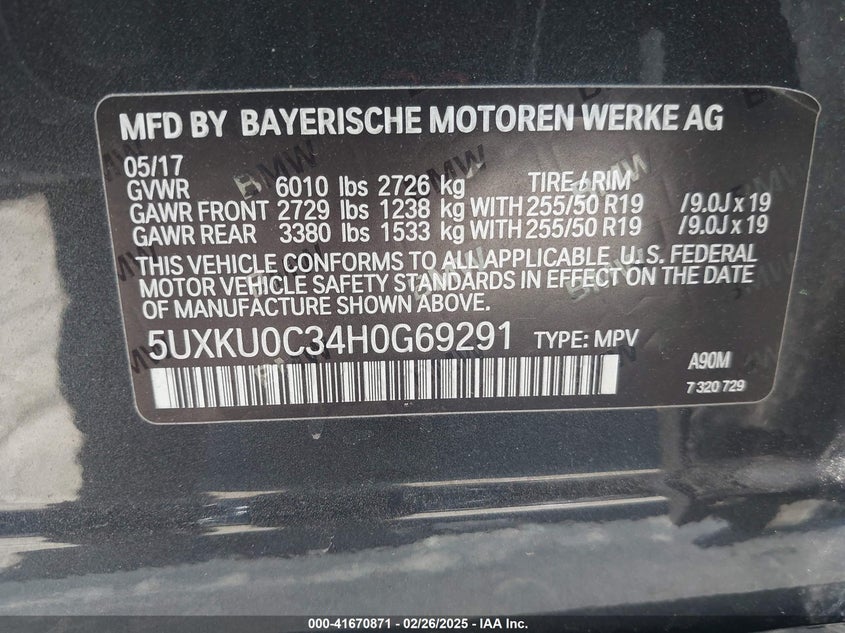 MFD BY BAYERISCHE MOTOREN WERKE AG
05/17
GVWR 6010 lbs 2726 kg TIRE / RIM
GAWR FRONT 2729 lbs 1238 kg WITH 255/50 R19 /9.0J x 19
GAWR REAR 3380 lbs 1533 kg WITH 255/50 R19 /9.0J x 19
THIS VEHICLE CONFORMS TO ALL APPLICABLE U.S. FEDERAL
MOTOR VEHICLE SAFETY STANDARDS IN EFFECT ON THE DATE
OF MANUFACTURE SHOWN ABOVE.
5UXKU0C34H0G69291 TYPE: MPV
A90M
7 320 729
000-41670871 - 02/26/2025 - IAA Inc.